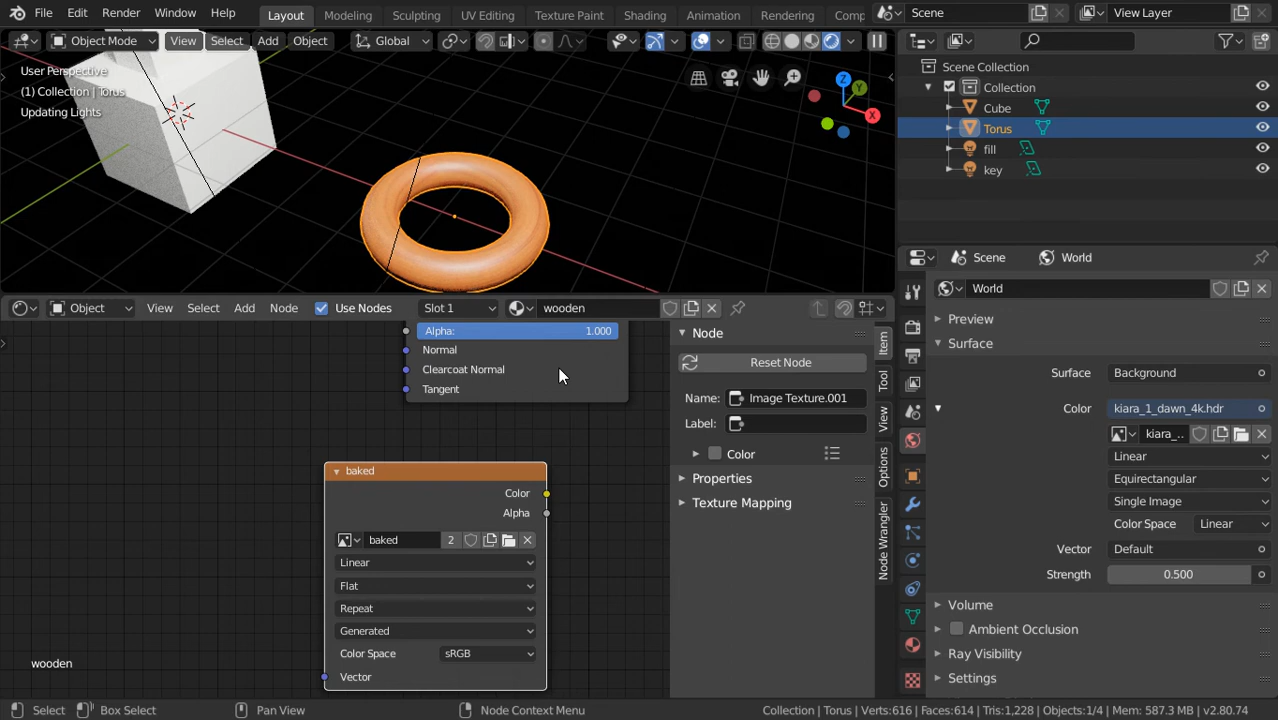 File Edit Render Window Help Layout Modeling Sculpting UV Editing Texture Paint Shading Animation Rendering Comp Scene View Layer
Object Mode View Select Add Object Global
User Perspective
(1) Collection | Torus
Updating Lights
Z
Y
X
Scene Collection
Collection
Cube
Torus
fill
key
Object View Select Add Node Use Nodes Slot 1 wooden
Alpha: 1.000
Normal
Clearcoat Normal
Tangent
baked
Color
Alpha
baked 2
Linear
Flat
Repeat
Generated
Color Space sRGB
Vector
wooden
Node
Reset Node
Name: Image Texture.001
Label:
Color
Properties
Texture Mapping
Item
Tool
View
Options
Node Wrangler
Scene World
World
Preview
Surface
Surface Background
Color kiara_1_dawn_4k.hdr
kiara_..
Linear
Equirectangular
Single Image
Color Space Linear
Vector Default
Strength 0.500
Volume
Ambient Occlusion
Ray Visibility
Settings
Select Box Select Pan View Node Context Menu Collection | Torus | Verts:616 | Faces:614 | Tris:1,228 | Objects:1/4 | Mem: 587.3 MB | v2.80.74